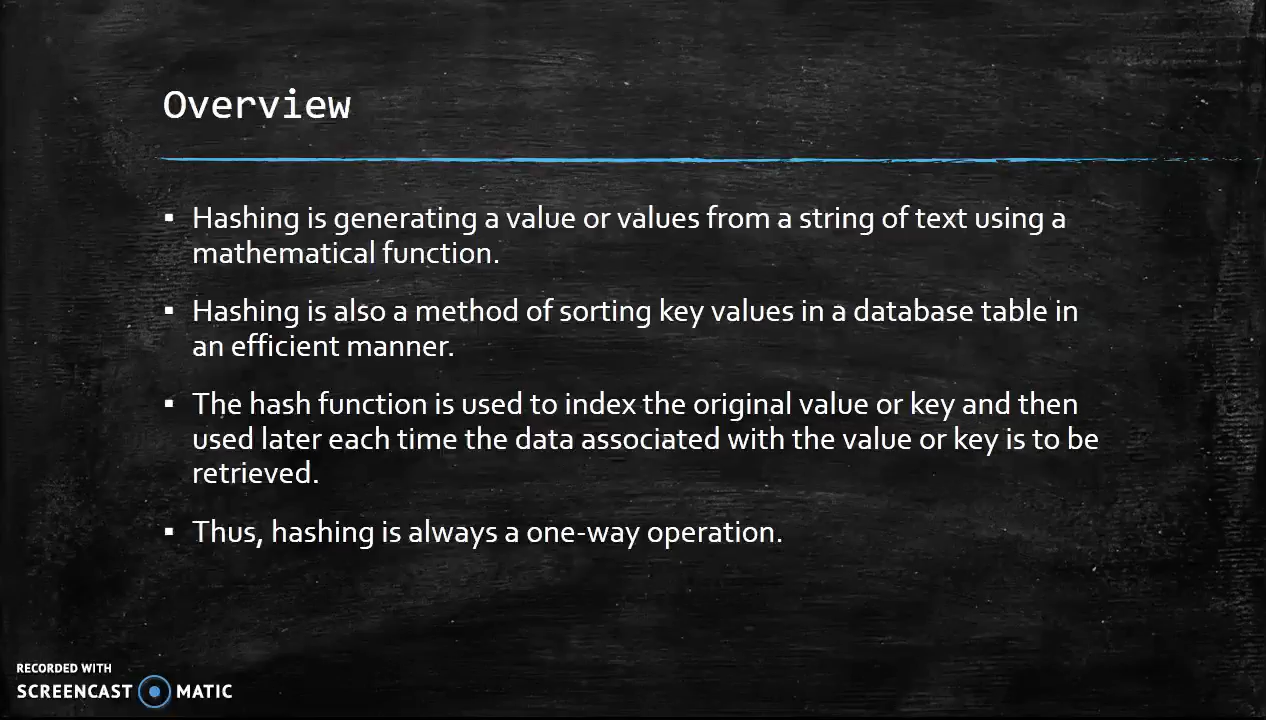 Overview
▪ Hashing is generating a value or values from a string of text using a
mathematical function.
▪ Hashing is also a method of sorting key values in a database table in
an efficient manner.
▪ The hash function is used to index the original value or key and then
used later each time the data associated with the value or key is to be
retrieved.
▪ Thus, hashing is always a one-way operation.
RECORDED WITH
SCREENCAST MATIC